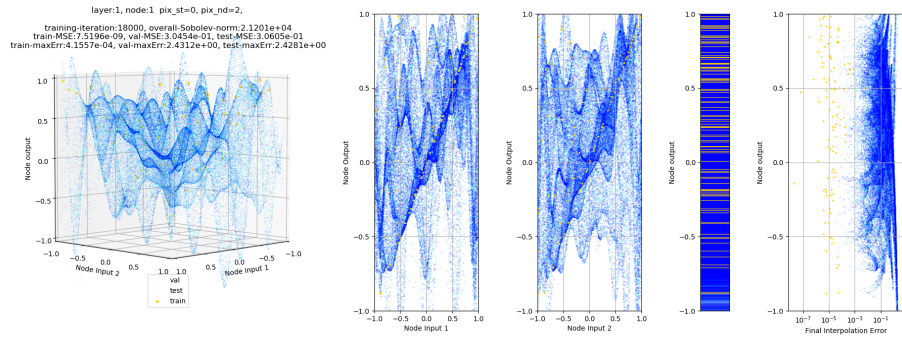 layer:1, node:1 pix_st=0, pix_nd=2,
training-iteration:18000, overall-Sobolev-norm:2.1201e+04
train-MSE:7.5196e-09, val-MSE:3.0454e-01, test-MSE:3.0605e-01
train-maxErr:4.1557e-04, val-maxErr:2.4312e+00, test-maxErr:2.4281e+00
1.0
0.5
0.0
−0.5
−1.0
Node output
−1.0
−0.5
0.0
0.5
1.0
Node Input 2
1.0
0.5
0.0
−0.5
−1.0
Node Input 1
val
test
train
1.0
0.5
0.0
−0.5
−1.0
Node Output
−1.0 −0.5 0.0 0.5 1.0
Node Input 1
1.0
0.5
0.0
−0.5
−1.0
Node Output
−1.0 −0.5 0.0 0.5 1.0
Node Input 2
1.0
0.5
0.0
−0.5
−1.0
Node Output
1.0
0.5
0.0
−0.5
−1.0
Node output
10−7 10−5 10−3 10−1
Final Interpolation Error